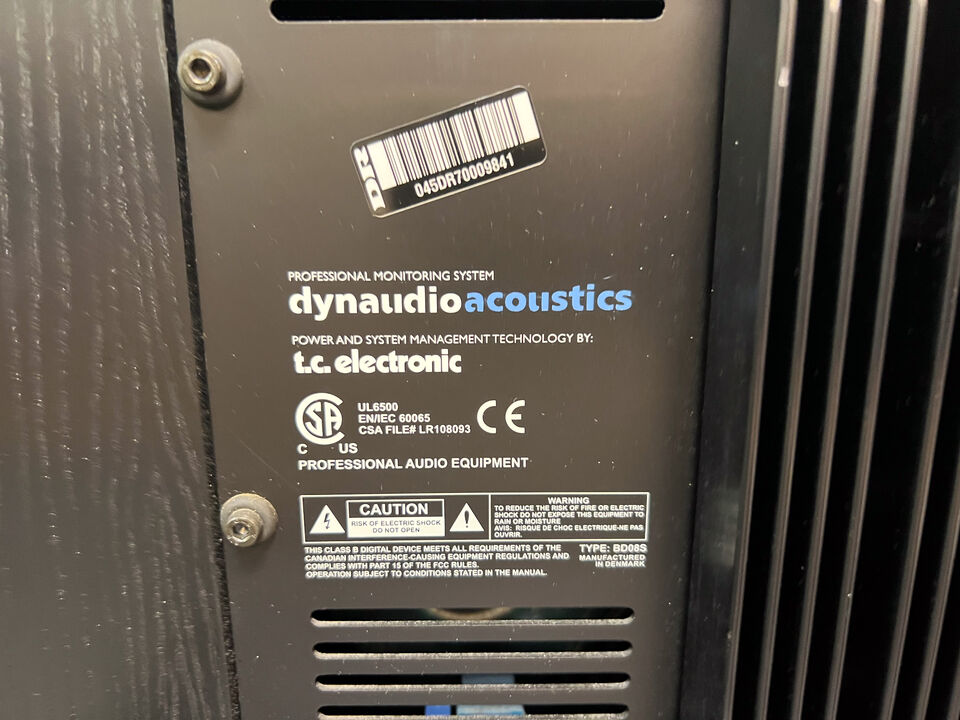 DK
045DR70009841
PROFESSIONAL MONITORING SYSTEM
dynaudioacoustics
POWER AND SYSTEM MANAGEMENT TECHNOLOGY BY:
t.c. electronic
SA
UL6500
EN/IEC 60065
CSA FILE# LR108093
CE
C US
PROFESSIONAL AUDIO EQUIPMENT
CAUTION
RISK OF ELECTRIC SHOCK
DO NOT OPEN
WARNING
TO REDUCE THE RISK OF FIRE OR ELECTRIC
SHOCK DO NOT EXPOSE THIS EQUIPMENT TO
RAIN OR MOISTURE
AVIS: RISQUE DE CHOC ELECTRIQUE-NE PAS
OUVRIR.
THIS CLASS B DIGITAL DEVICE MEETS ALL REQUIREMENTS OF THE
CANADIAN INTERFERENCE-CAUSING EQUIPMENT REGULATIONS AND
COMPLIES WITH PART 15 OF THE FCC RULES.
OPERATION SUBJECT TO CONDITIONS STATED IN THE MANUAL.
TYPE: BD08S
MANUFACTURED
IN DENMARK